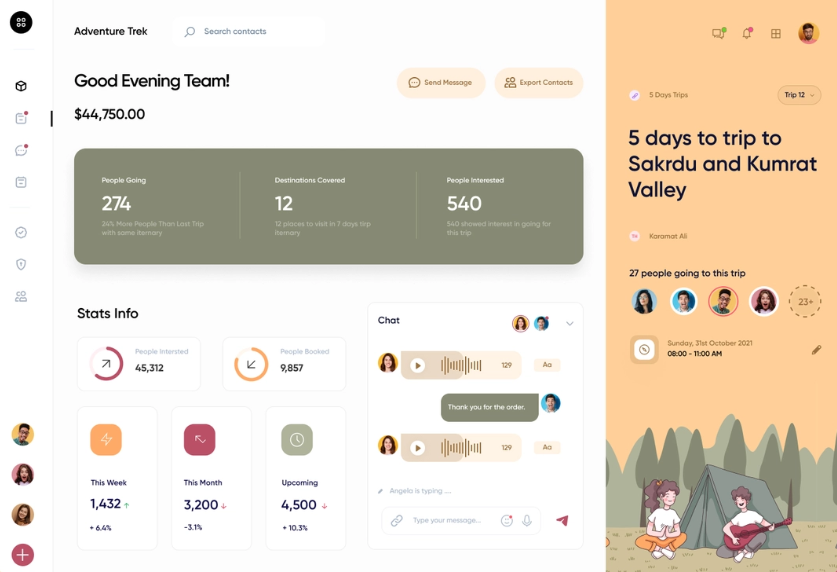 Adventure Trek
Search contacts
Good Evening Team!
$44,750.00
Send Message
Export Contacts
People Going
274
24% More People Than Last Trip
with same iternory
Destinations Covered
12
12 places to visit in 7 days trip
iternary
People Interested
540
540 showed interest in going for
this trip
Stats Info
People Intersted
45,312
People Booked
9,857
This Week
1,432
+ 6.4%
This Month
3,200
-3.1%
Upcoming
4,500
+ 10.3%
Chat
129
Aa
Thank you for the order.
129
Aa
Angela is typing ....
Type your message...
5 Days Trips
Trip 12
5 days to trip to
Sakrdu and Kumrat
Valley
Karamat Ali
27 people going to this trip
23+
Sunday, 31st October 2021
08:00 - 11:00 AM